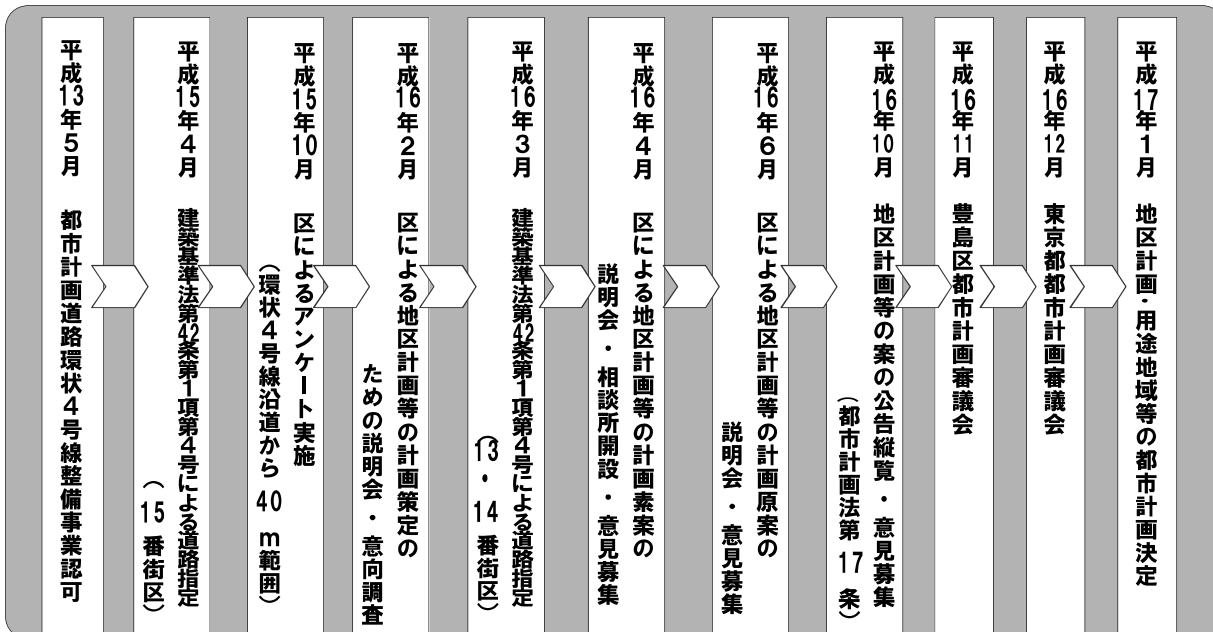 平成13年5月 都市計画道路環状4号線整備事業認可
平成15年4月 建築基準法第42条第1項第4号による道路指定
（15番街区）
平成15年10月 区によるアンケート実施
（環状4号線沿道から40m範囲）
平成16年2月 区による地区計画等の計画策定の
ための説明会・意向調査
平成16年3月 建築基準法第42条第1項第4号による道路指定
（13・14番街区）
平成16年4月 区による地区計画等の計画素案の
説明会・相談所開設・意見募集
平成16年6月 区による地区計画等の計画原案の
説明会・意見募集
平成16年10月 地区計画等の案の公告縦覧・意見募集
（都市計画法第17条）
平成16年11月 豊島区都市計画審議会
平成16年12月 東京都都市計画審議会
平成17年1月 地区計画・用途地域等の都市計画決定